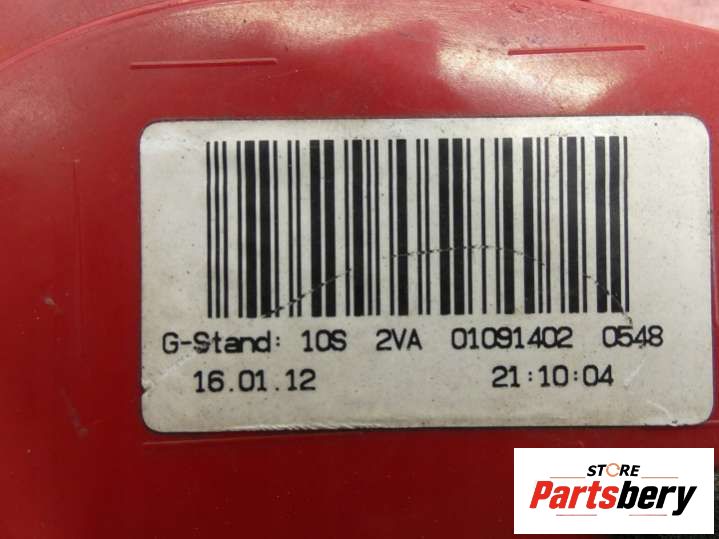 G-Stand: 10S 2VA 01091402 0548
16.01.12 21:10:04
STORE
Partsbery